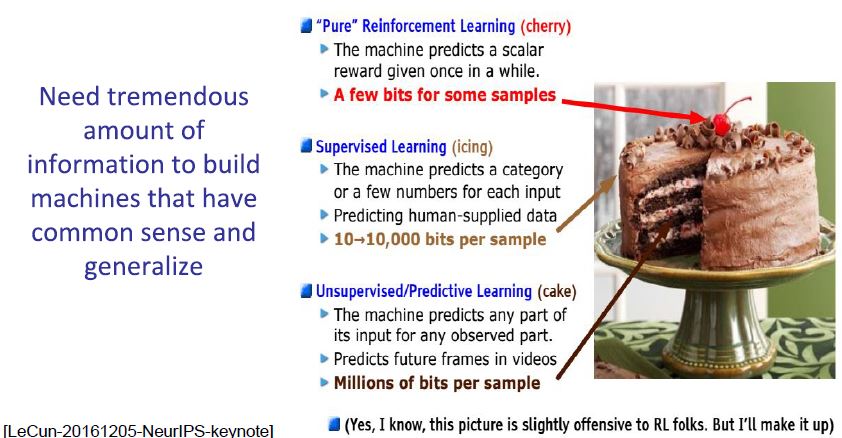 Need tremendous
amount of
information to build
machines that have
common sense and
generalize
"Pure" Reinforcement Learning (cherry)
The machine predicts a scalar
reward given once in a while.
A few bits for some samples
Supervised Learning (icing)
The machine predicts a category
or a few numbers for each input
Predicting human-supplied data
10→10,000 bits per sample
Unsupervised/Predictive Learning (cake)
The machine predicts any part of
its input for any observed part.
Predicts future frames in videos
Millions of bits per sample
(Yes, I know, this picture is slightly offensive to RL folks. But I'll make it up)
[LeCun-20161205-NeurIPS-keynote]